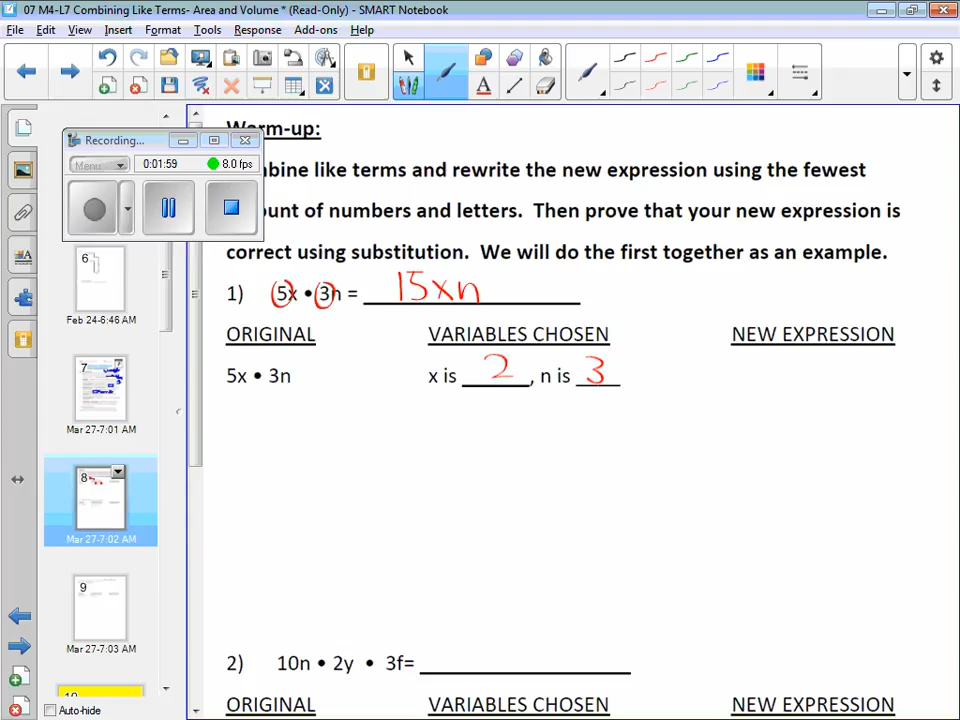 07 M4-L7 Combining Like Terms- Area and Volume * (Read-Only) - SMART Notebook
File Edit View Insert Format Tools Response Add-ons Help
Warm-up:
Recording...
Menu 0:01:59 8.0 fps
bine like terms and rewrite the new expression using the fewest
ount of numbers and letters. Then prove that your new expression is
correct using substitution. We will do the first together as an example.
6
Feb 24-6:46 AM
1) 5x • 3n = 15xn
ORIGINAL VARIABLES CHOSEN NEW EXPRESSION
5x • 3n x is 2, n is 3
7
Mar 27-7:01 AM
8
Mar 27-7:02 AM
9
Mar 27-7:03 AM
2) 10n • 2y • 3f= ____
10
ORIGINAL VARIABLES CHOSEN NEW EXPRESSION
Auto-hide